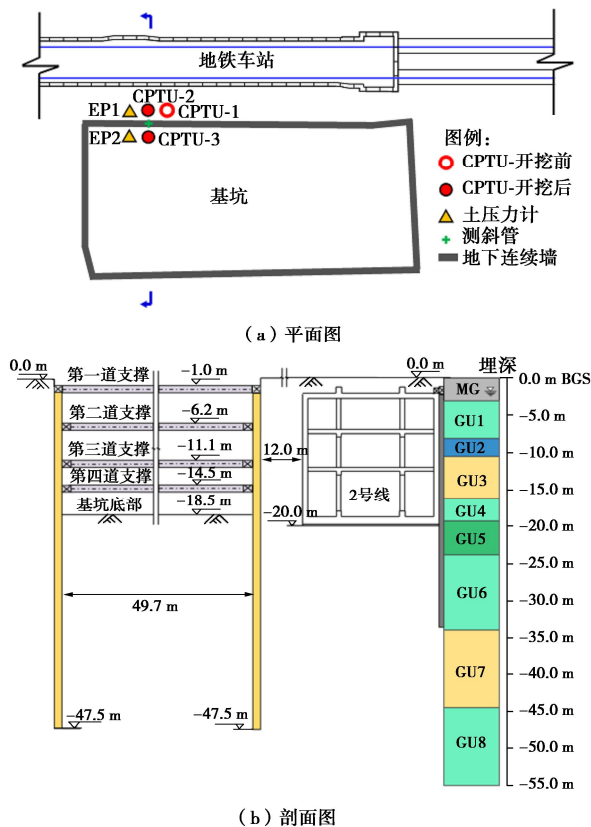 地铁车站
CPTU-2
EP1 CPTU-1
EP2 CPTU-3
基坑
图例：
CPTU-开挖前
CPTU-开挖后
土压力计
测斜管
地下连续墙
（a）平面图
0.0 m 第一道支撑 −1.0 m 0.0 m 埋深
0.0 m BGS
MG
第二道支撑 −6.2 m
−5.0 m
GU1
第三道支撑 −11.1 m 12.0 m
GU2 −10.0 m
第四道支撑 −14.5 m
GU3
−15.0 m
基坑底部 −18.5 m 2号线
−20.0 m
GU4
−20.0 m
GU5
−25.0 m
49.7 m
GU6
−30.0 m
−35.0 m
GU7
−40.0 m
−47.5 m −47.5 m
−45.0 m
GU8
−50.0 m
−55.0 m
（b）剖面图